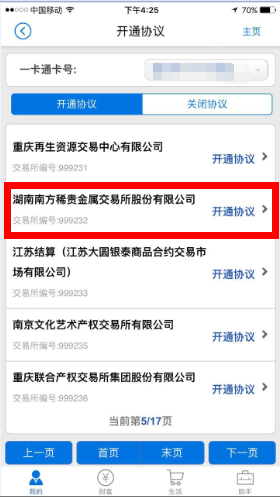 中国移动 下午4:25 70%
开通协议 主页
一卡通卡号:
开通协议 关闭协议
重庆再生资源交易中心有限公司
交易所编号:999231 开通协议
湖南南方稀贵金属交易所股份有限公司
交易所编号:999232 开通协议
江苏结算（江苏大圆银泰商品合约交易市
场有限公司）
交易所编号:999233 开通协议
南京文化艺术产权交易所有限公司
交易所编号:999235 开通协议
重庆联合产权交易所集团股份有限公司
交易所编号:999236 开通协议
当前第5/17页
上一页 首页 末页 下一页
我的 财富 生活 助手